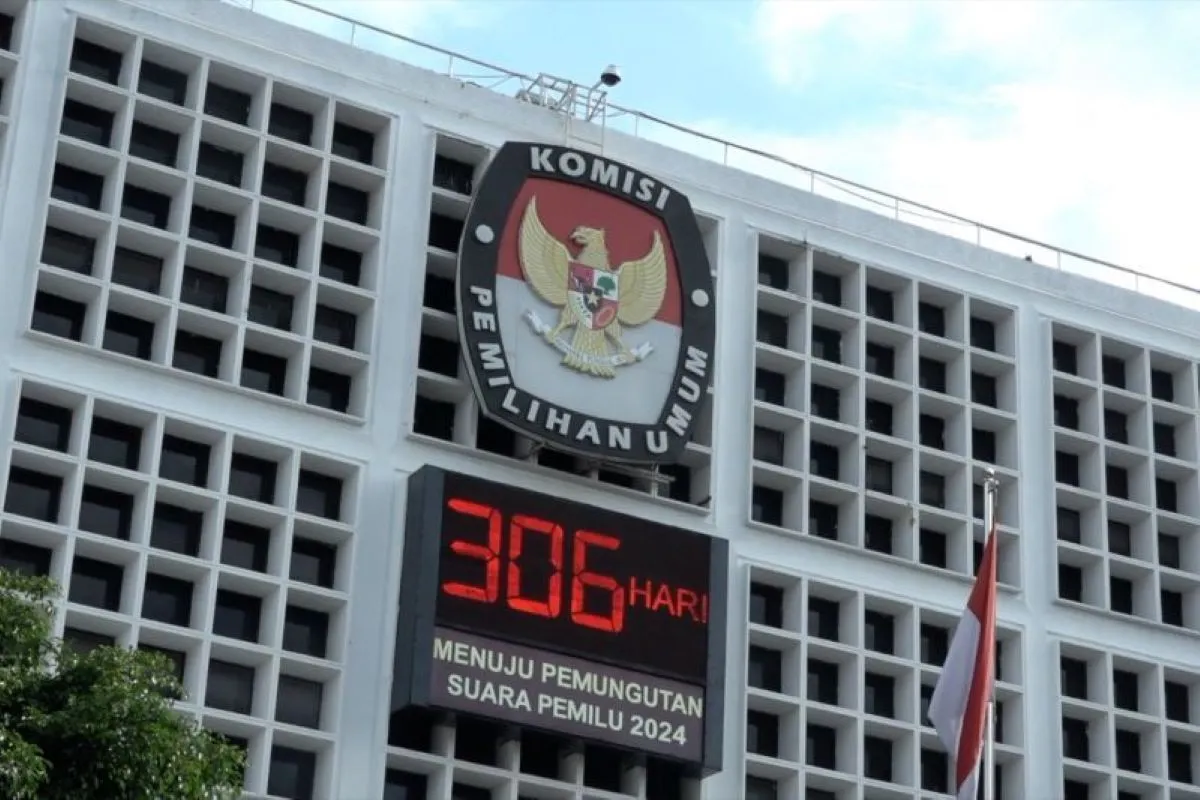 KOMISI
PEMILIHAN UMUM
306 HARI
MENUJU PEMUNGUTAN
SUARA PEMILU 2024